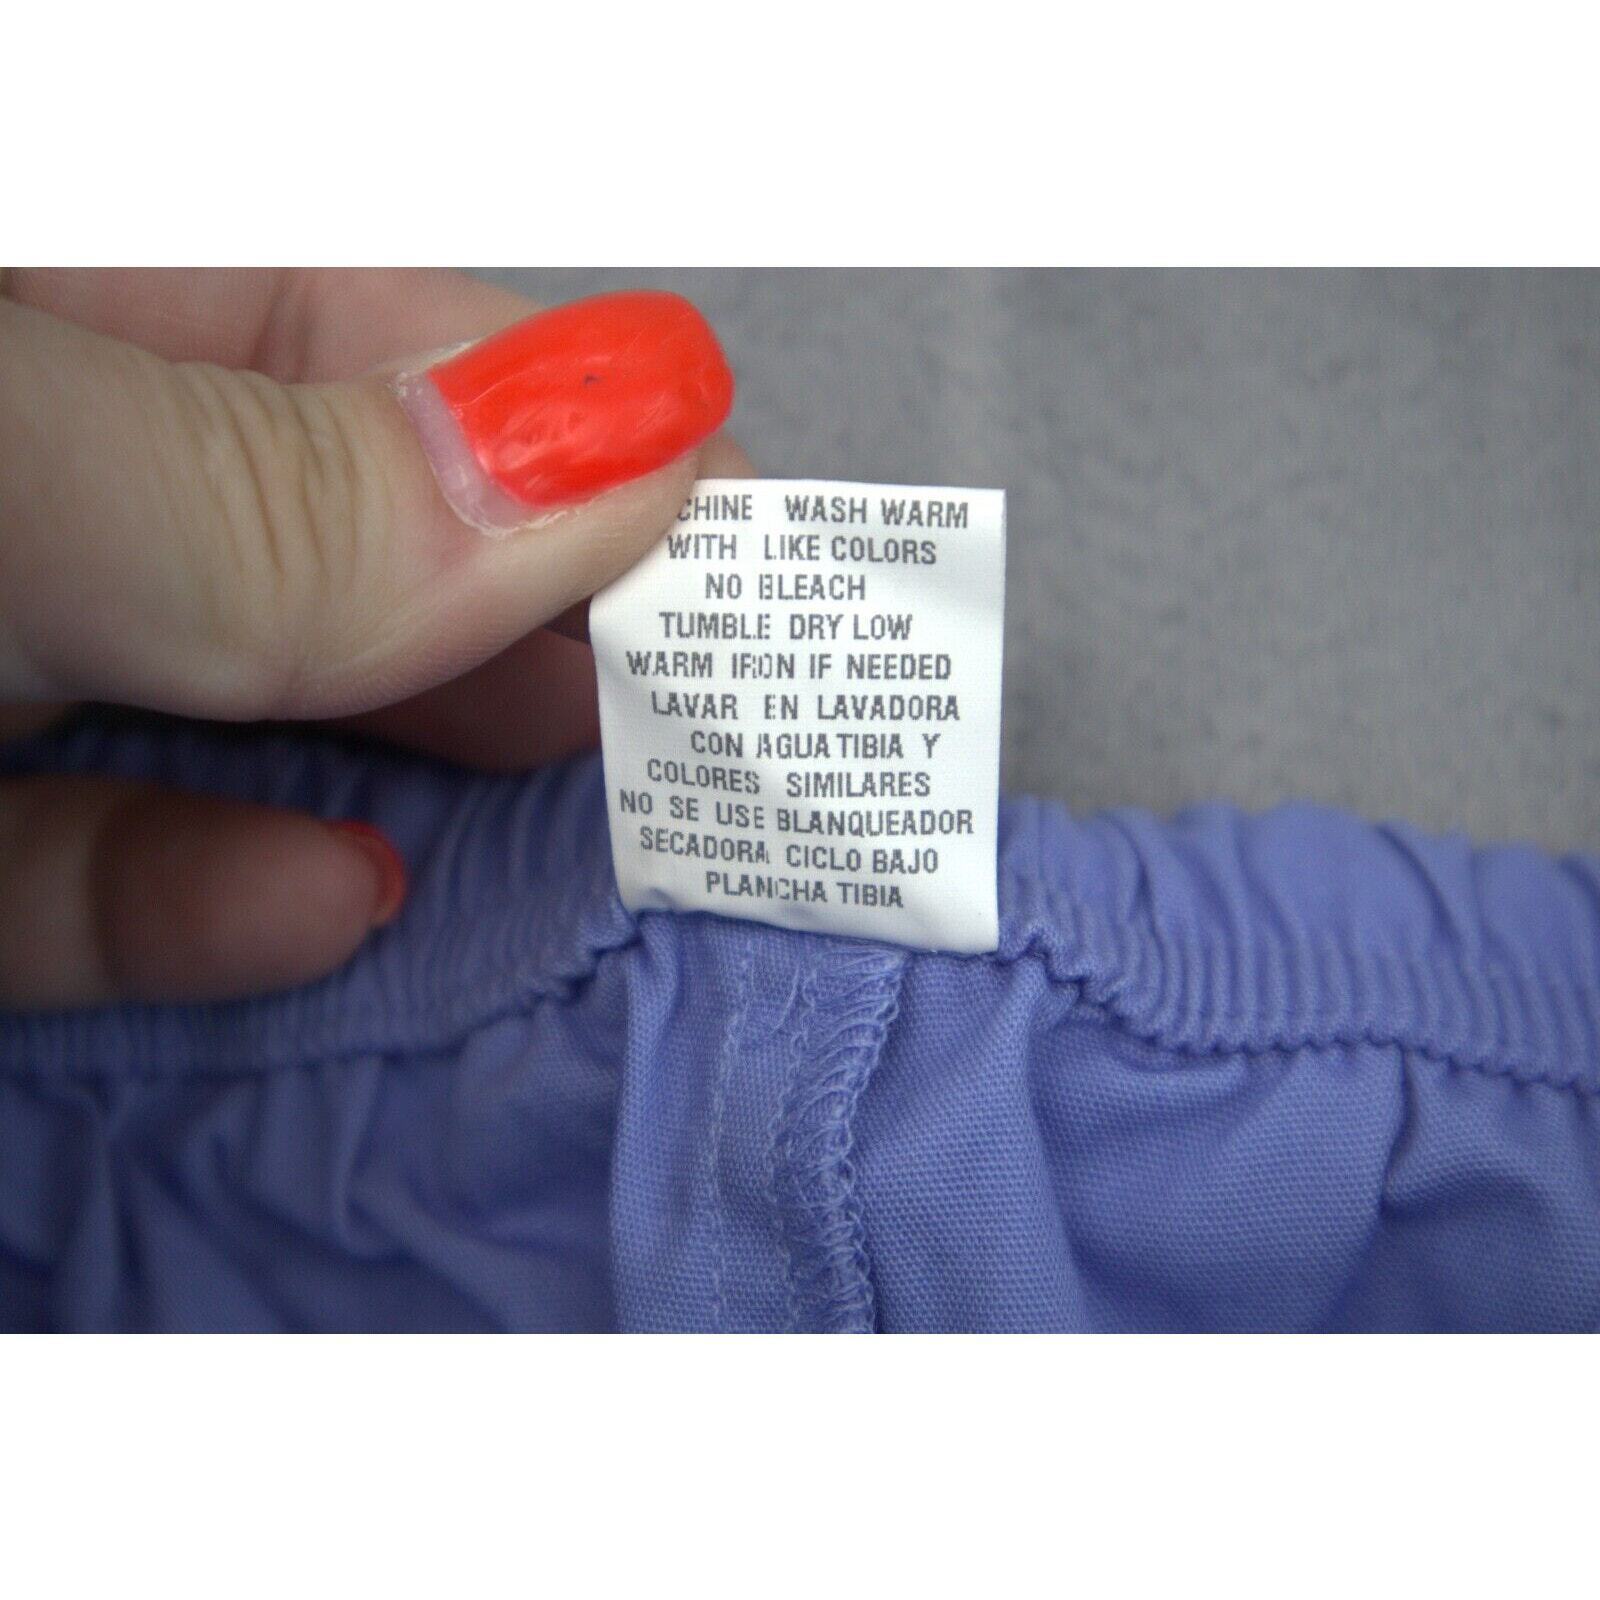 CHINE WASH WARM
WITH LIKE COLORS
NO BLEACH
TUMBLE DRY LOW
WARM IRON IF NEEDED
LAVAR EN LAVADORA
CON AGUA TIBIA Y
COLORES SIMILARES
NO SE USE BLANQUEADOR
SECADORA CICLO BAJO
PLANCHA TIBIA